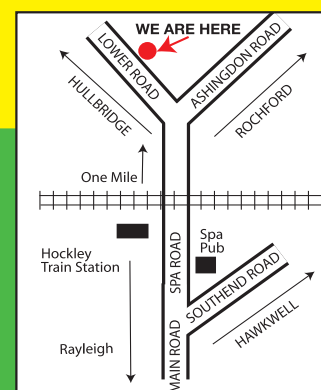 WE ARE HERE
LOWER ROAD
ASHINGDON ROAD
HULLBRIDGE
ROCHFORD
One Mile
Hockley
Train Station
SPA ROAD
Spa
Pub
SOUTHEND ROAD
HAWKWELL
Rayleigh
MAIN ROAD